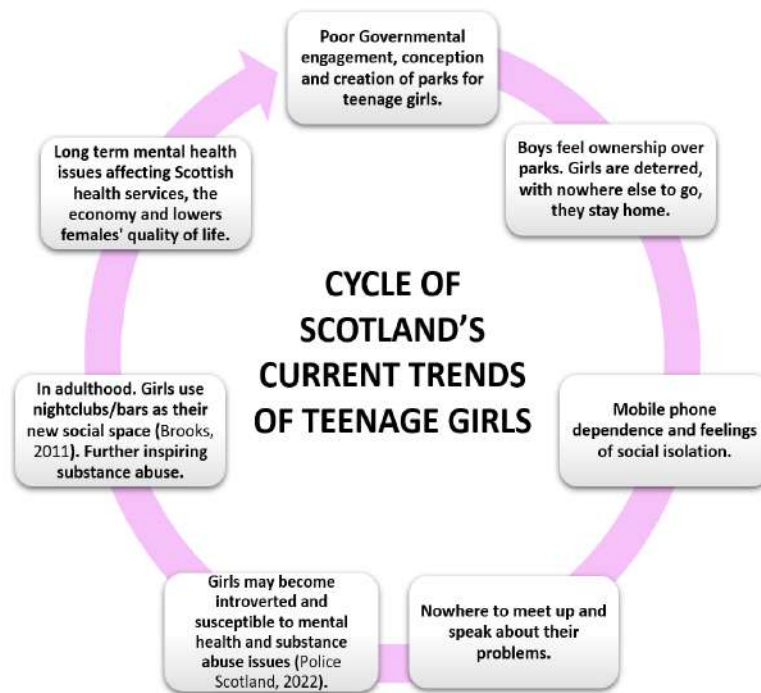 Poor Governmental
engagement, conception
and creation of parks for
teenage girls.
Boys feel ownership over
parks. Girls are deterred,
with nowhere else to go,
they stay home.
Mobile phone
dependence and feelings
of social isolation.
Nowhere to meet up and
speak about their
problems.
Girls may become
introverted and
susceptible to mental
health and substance
abuse issues (Police
Scotland, 2022).
In adulthood. Girls use
nightclubs/bars as their
new social space (Brooks,
2011). Further inspiring
substance abuse.
Long term mental health
issues affecting Scottish
health services, the
economy and lowers
females' quality of life.
CYCLE OF
SCOTLAND'S
CURRENT TRENDS
OF TEENAGE GIRLS